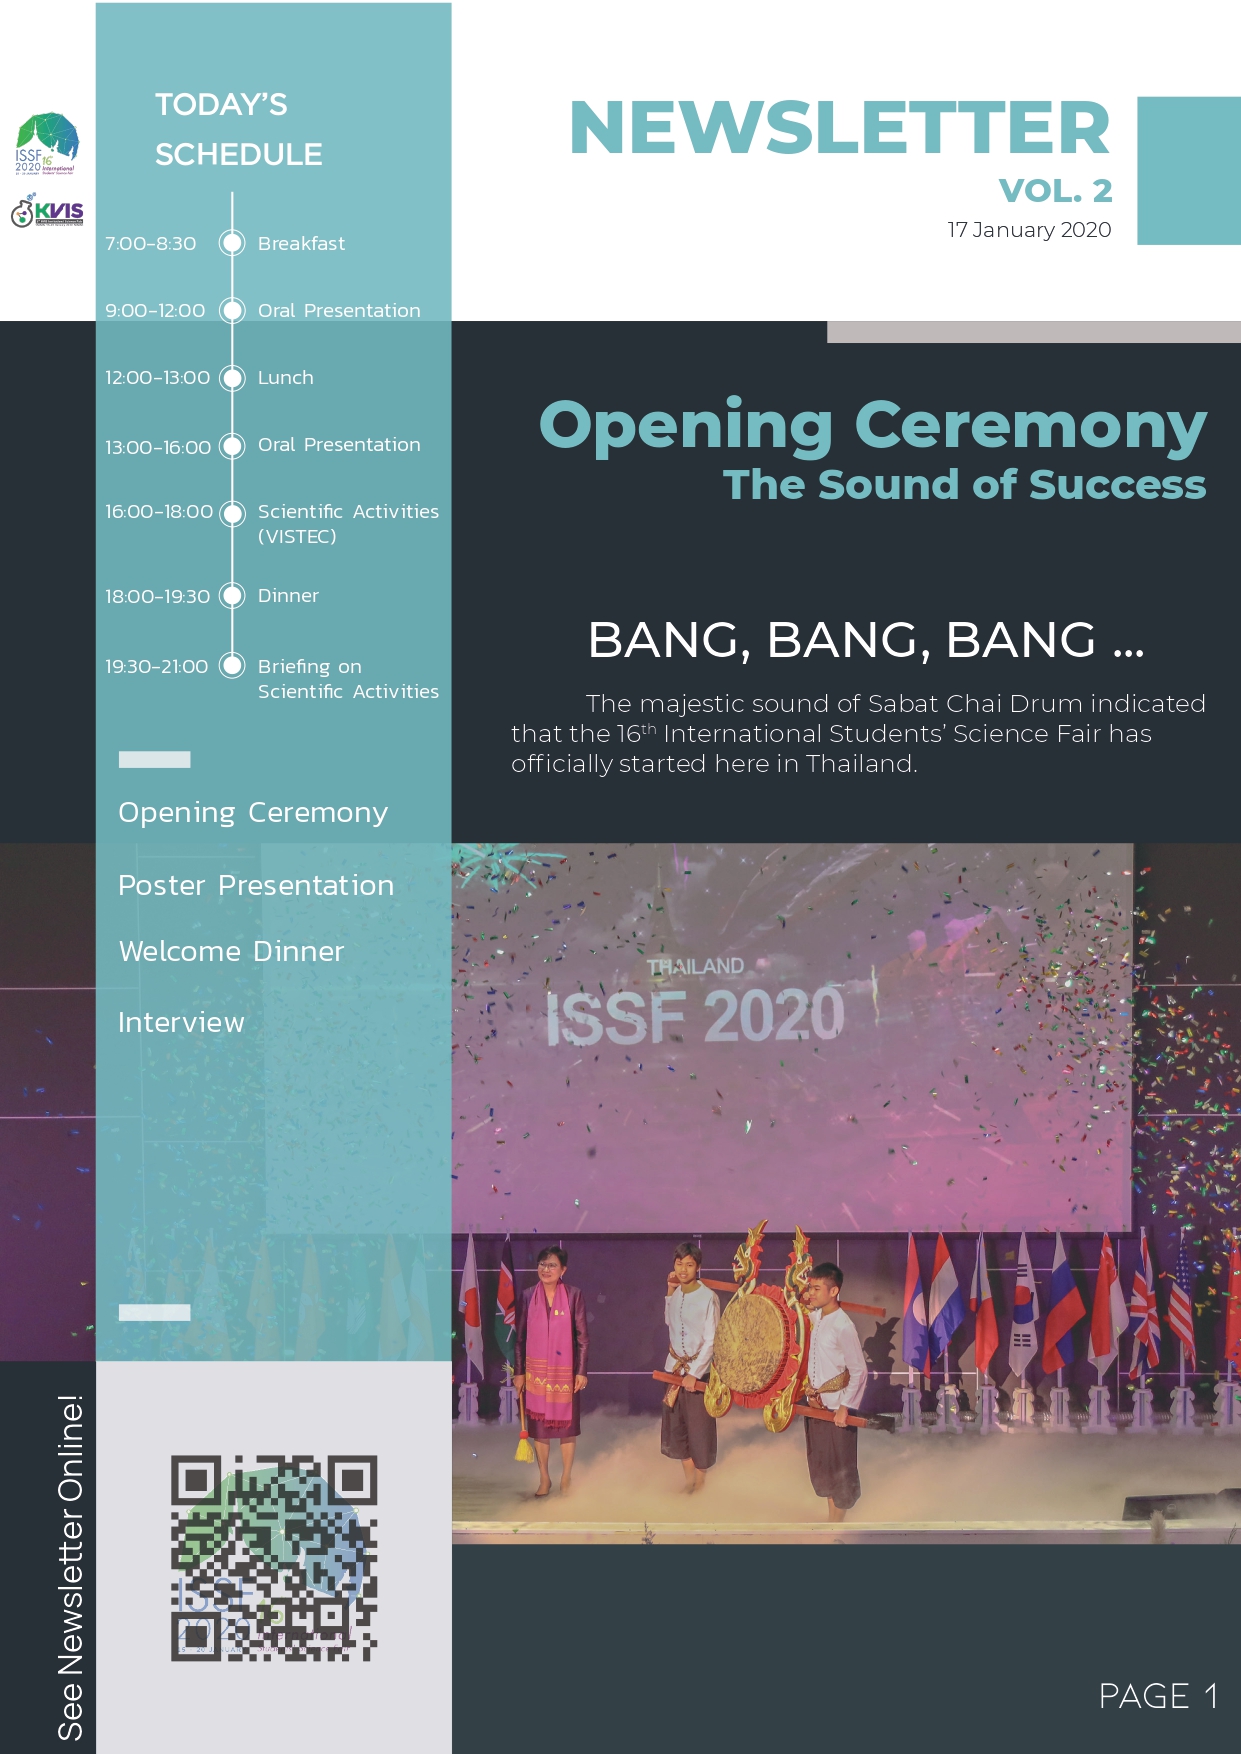 TODAY'S
SCHEDULE
7:00-8:30 Breakfast
9:00-12:00 Oral Presentation
12:00-13:00 Lunch
13:00-16:00 Oral Presentation
16:00-18:00 Scientific Activities
(VISTEC)
18:00-19:30 Dinner
19:30-21:00 Briefing on
Scientific Activities
Opening Ceremony
Poster Presentation
Welcome Dinner
Interview
ISSF
2020
16th
International
KVIS
NEWSLETTER
VOL. 2
17 January 2020
Opening Ceremony
The Sound of Success
BANG, BANG, BANG ...
The majestic sound of Sabat Chai Drum indicated
that the 16th International Students’ Science Fair has
officially started here in Thailand.
THAILAND
ISSF 2020
See Newsletter Online!
ISSF
2020
PAGE 1